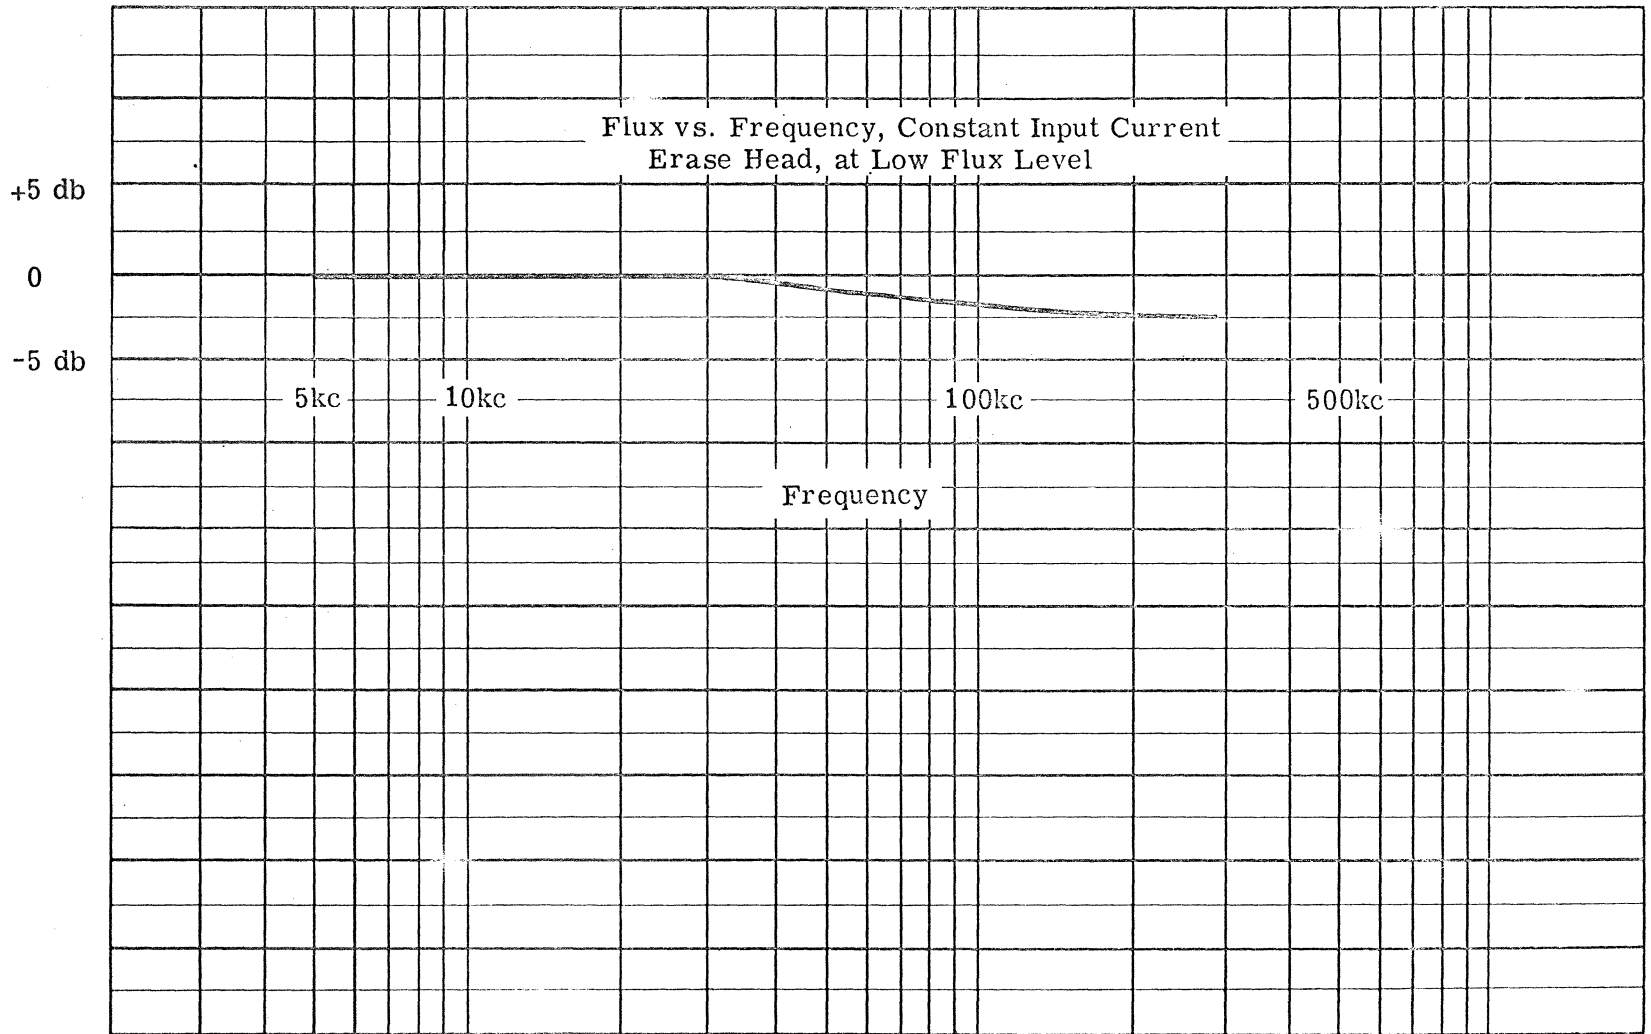 Flux vs. Frequency, Constant Input Current
Erase Head, at Low Flux Level
+5 db
0
-5 db
5kc 10kc 100kc 500kc
Frequency